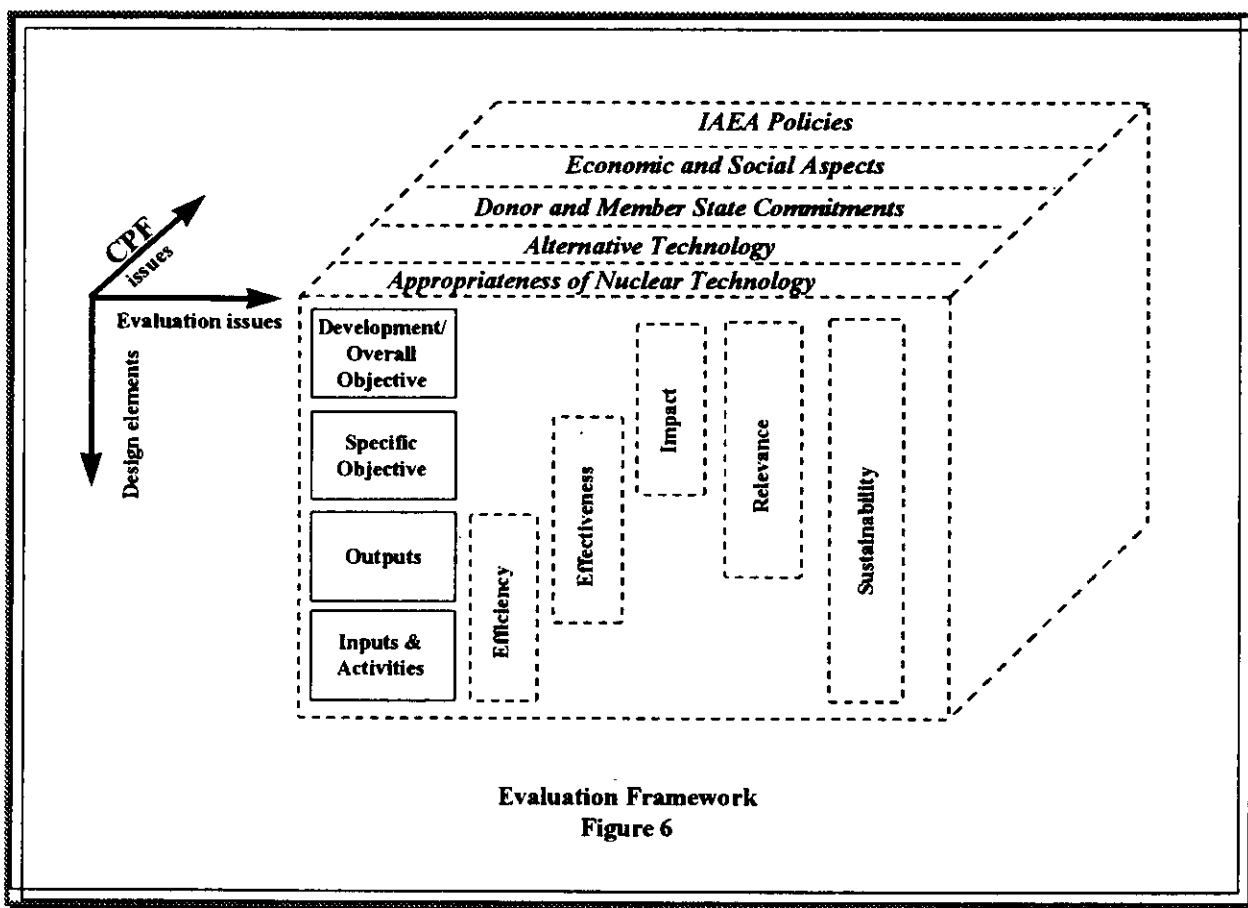 IAEA Policies
Economic and Social Aspects
Donor and Member State Commitments
Alternative Technology
Appropriateness of Nuclear Technology
CPF
issues
Evaluation issues
Design elements
Development/
Overall
Objective
Specific
Objective
Outputs
Inputs &
Activities
Efficiency
Effectiveness
Impact
Relevance
Sustainability
Evaluation Framework
Figure 6